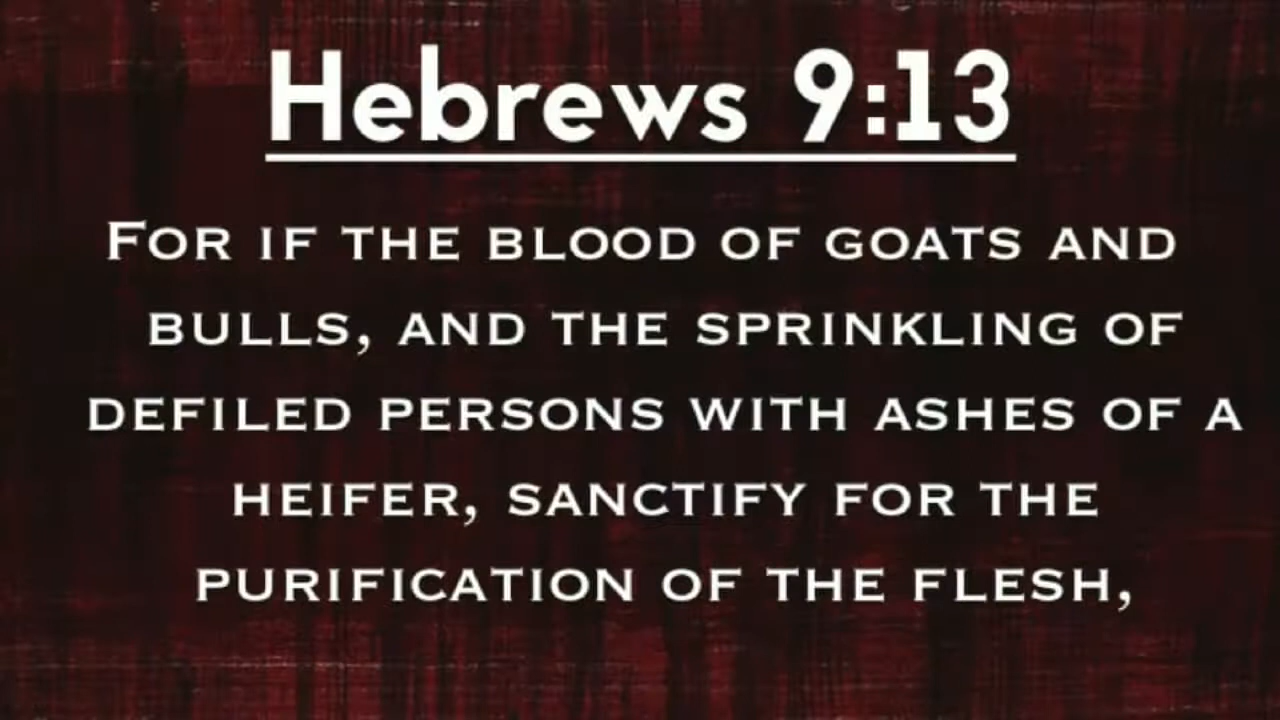 Hebrews 9:13
For if the blood of goats and
bulls, and the sprinkling of
defiled persons with ashes of a
heifer, sanctify for the
purification of the flesh,